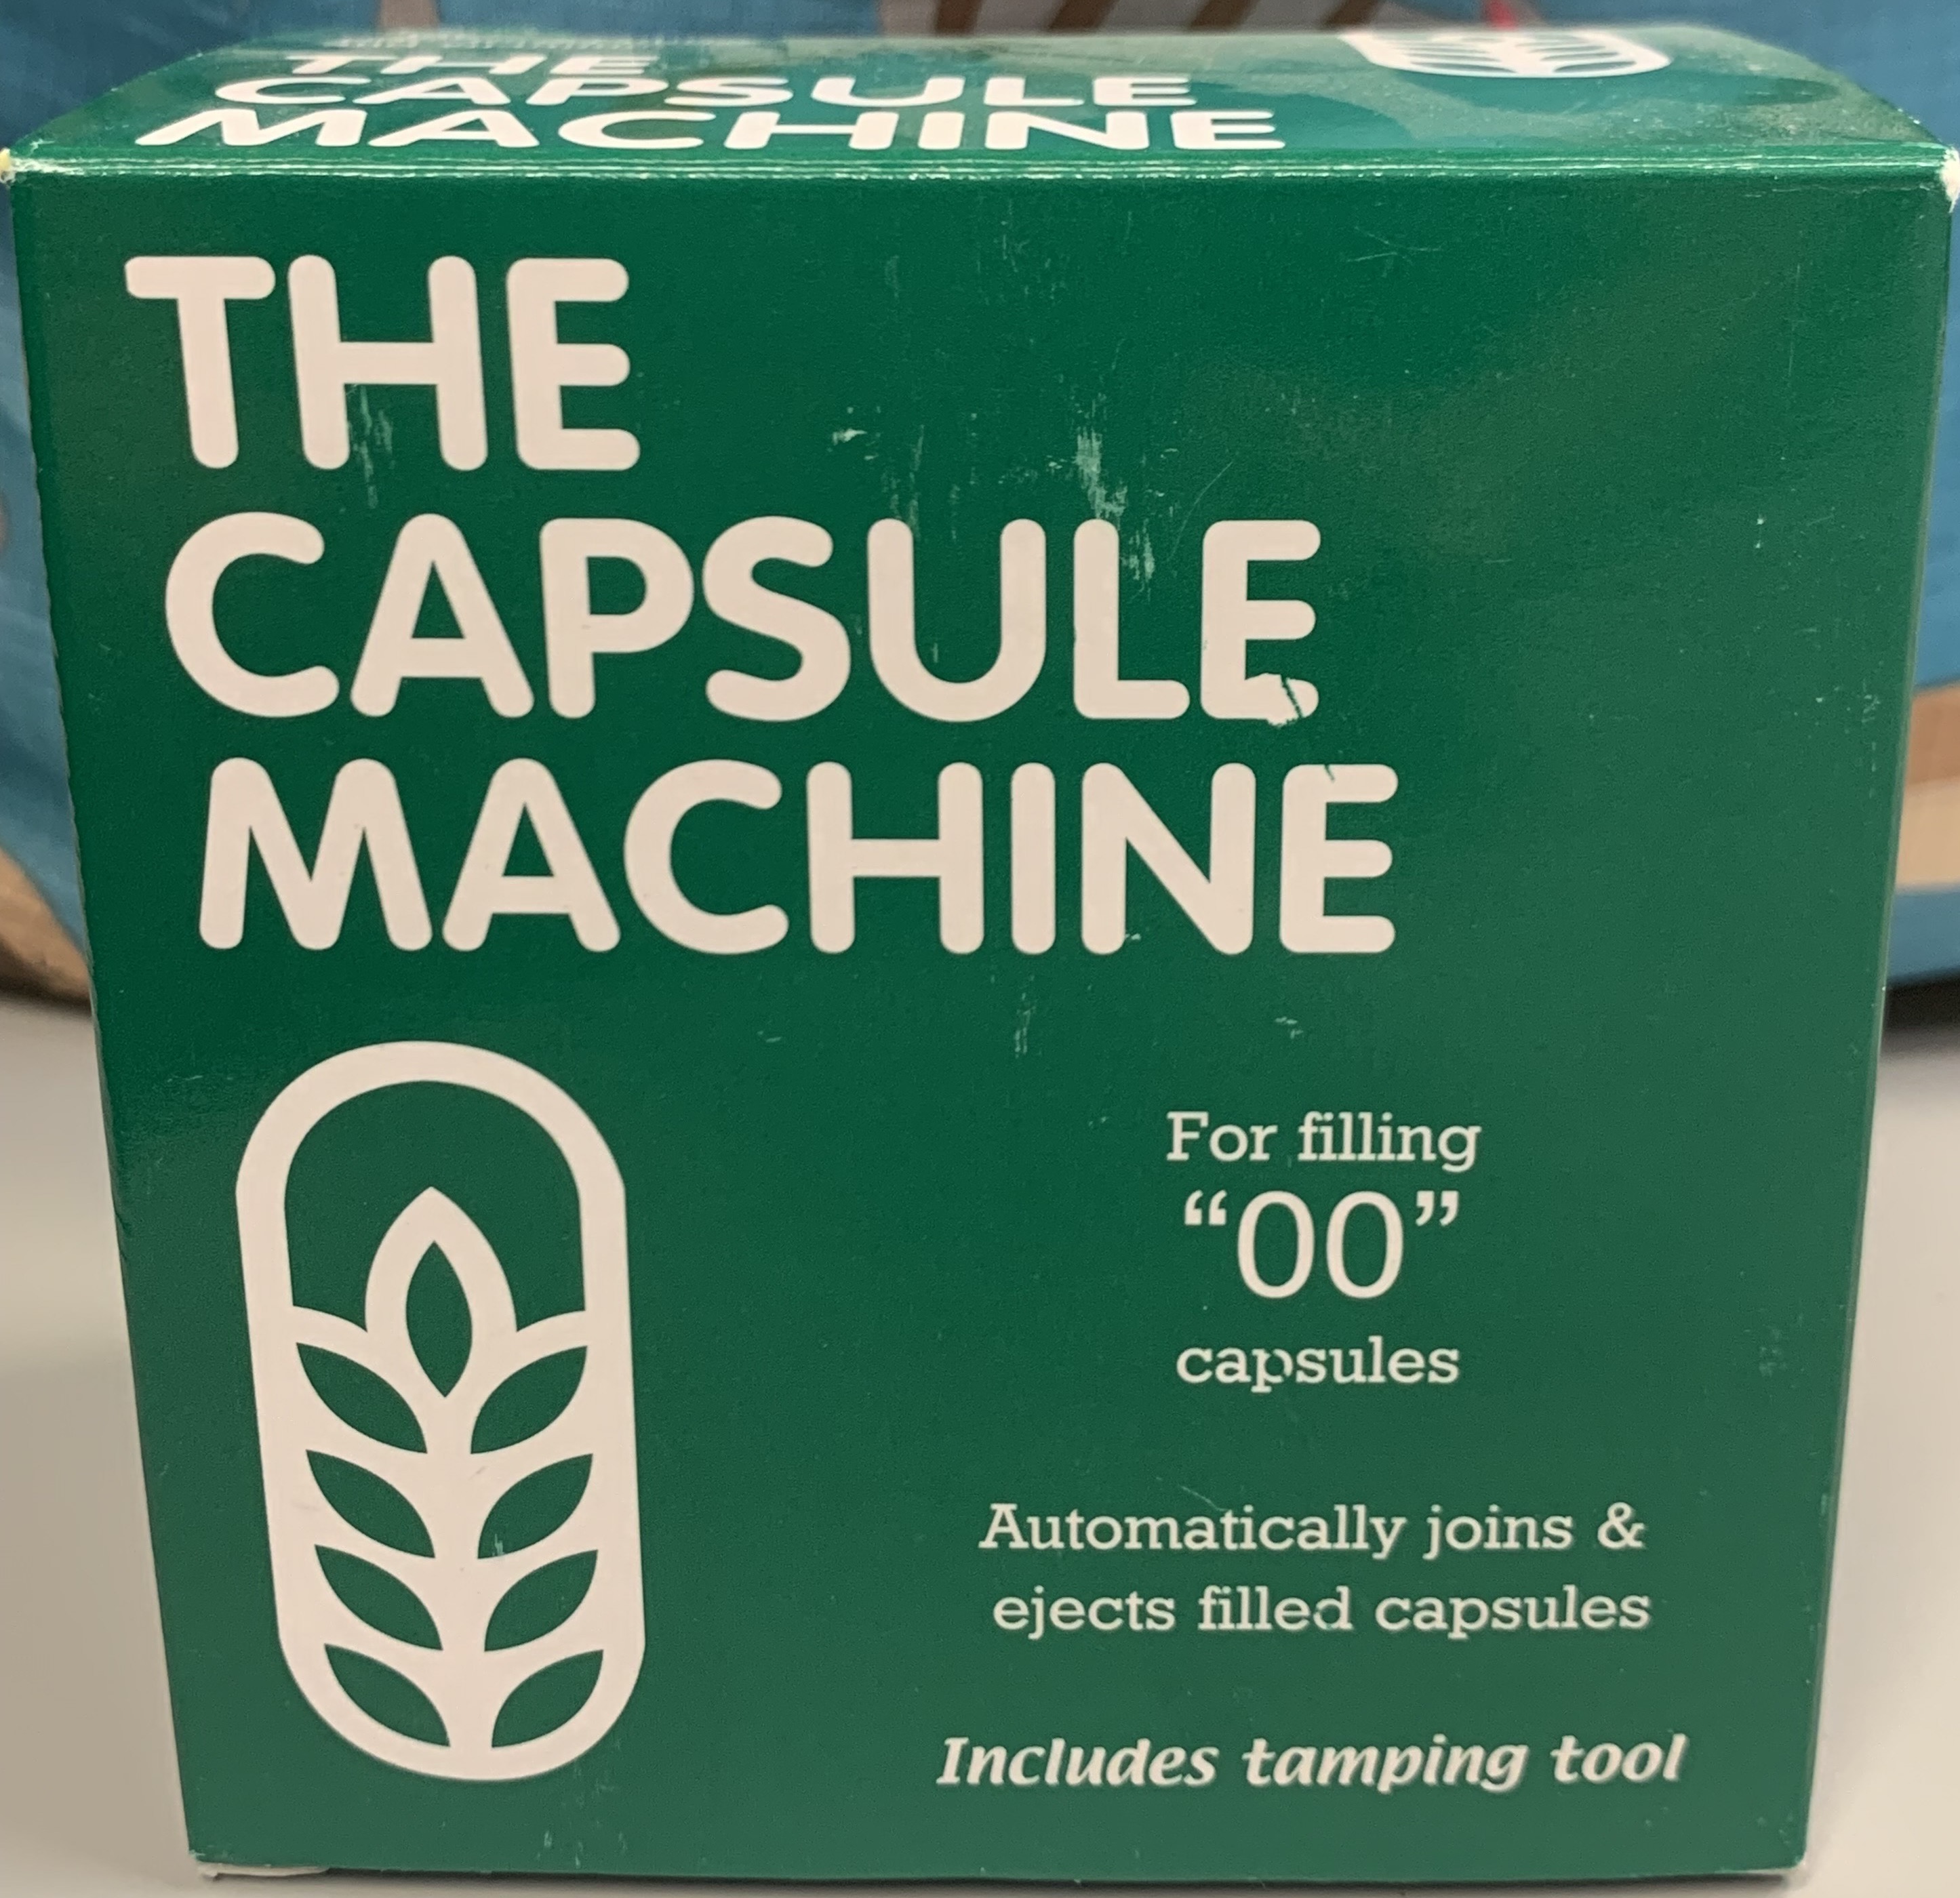 THE
CAPSULE
MACHINE
THE
CAPSULE
MACHINE
For filling
“00”
capsules
Automatically joins &
ejects filled capsules
Includes tamping tool